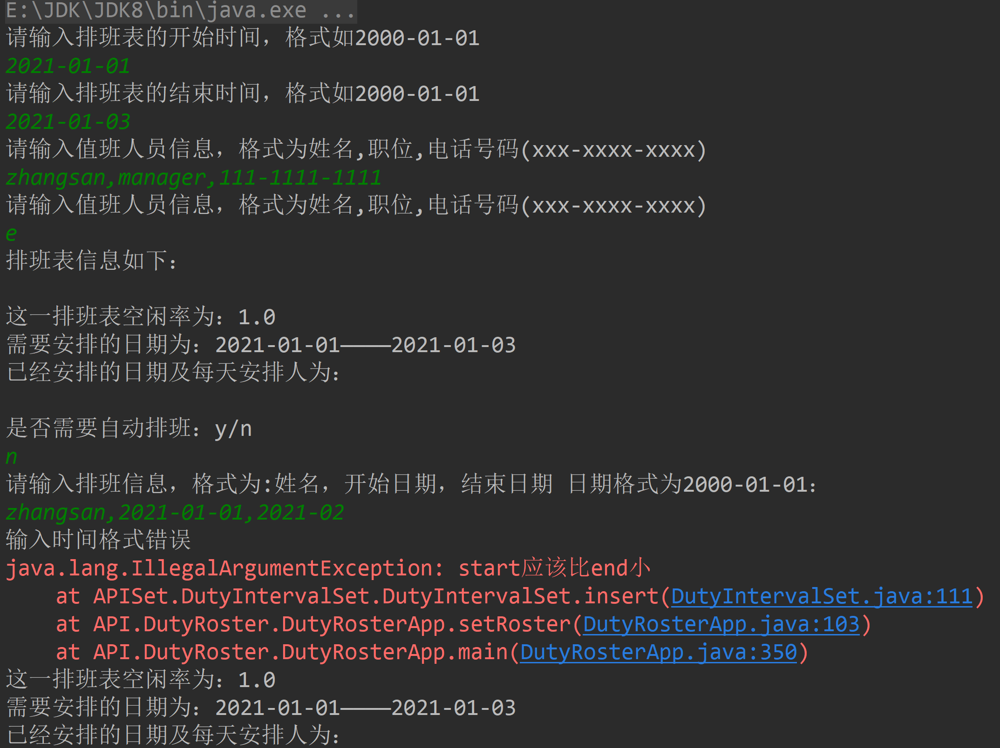 E:\JDK\JDK8\bin\java.exe ...
请输入排班表的开始时间，格式如2000-01-01
2021-01-01
请输入排班表的结束时间，格式如2000-01-01
2021-01-03
请输入值班人员信息，格式为姓名,职位,电话号码(xxx-xxxx-xxxx)
zhangsan,manager,111-1111-1111
请输入值班人员信息，格式为姓名,职位,电话号码(xxx-xxxx-xxxx)
e
排班表信息如下：
这一排班表空闲率为：1.0
需要安排的日期为：2021-01-01————2021-01-03
已经安排的日期及每天安排人为：
是否需要自动排班：y/n
n
请输入排班信息，格式为:姓名，开始日期，结束日期 日期格式为2000-01-01：
zhangsan,2021-01-01,2021-02
输入时间格式错误
java.lang.IllegalArgumentException: start应该比end小
    at APISet.DutyIntervalSet.DutyIntervalSet.insert(DutyIntervalSet.java:111)
    at API.DutyRoster.DutyRosterApp.setRoster(DutyRosterApp.java:103)
    at API.DutyRoster.DutyRosterApp.main(DutyRosterApp.java:350)
这一排班表空闲率为：1.0
需要安排的日期为：2021-01-01————2021-01-03
已经安排的日期及每天安排人为：